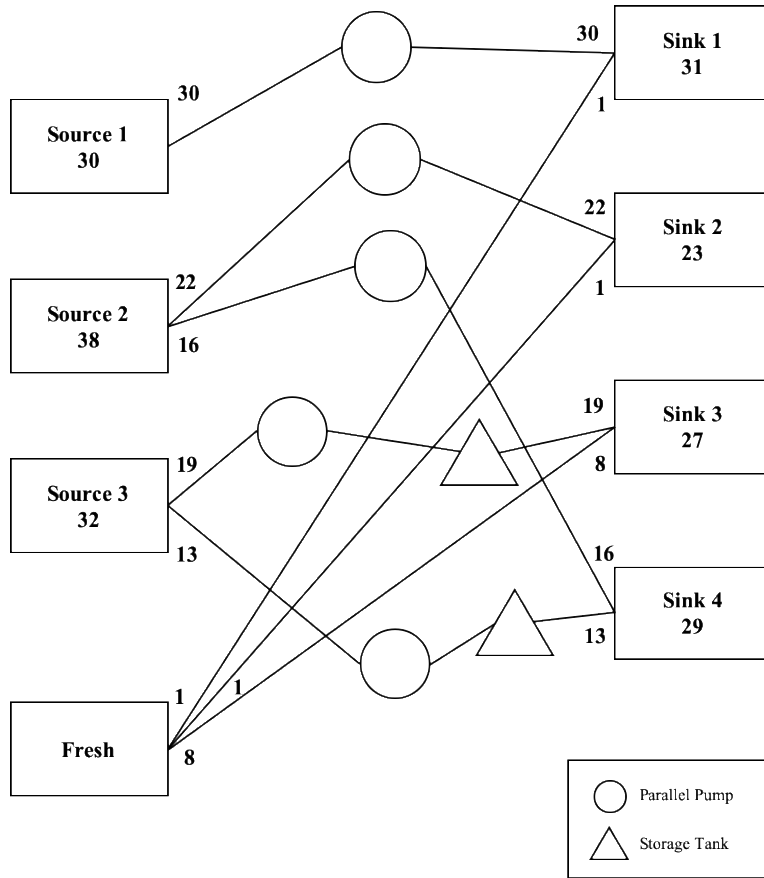 30
Sink 1
31
30
1
Source 1
30
22
Sink 2
23
22
1
Source 2
38
16
19
Sink 3
27
19
8
Source 3
32
13
16
Sink 4
29
13
1
1
Fresh
8
Parallel Pump
Storage Tank